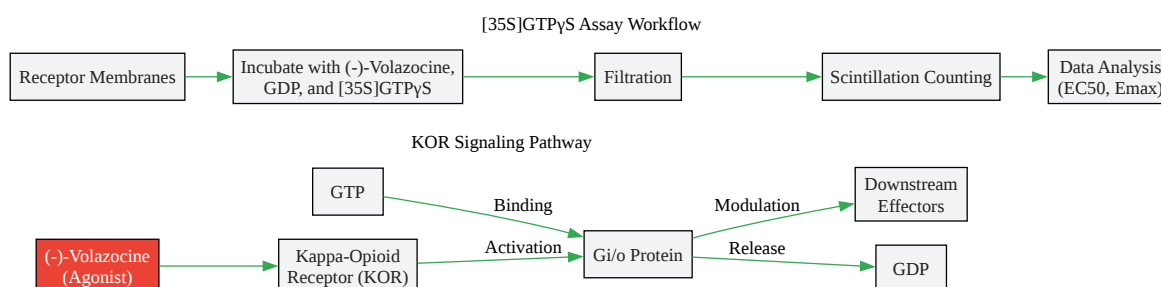 [35S]GTPγS Assay Workflow
Receptor Membranes
Incubate with (-)-Volazocine,
GDP, and [35S]GTPγS
Filtration
Scintillation Counting
Data Analysis
(EC50, Emax)
KOR Signaling Pathway
GTP
Binding
Modulation
Downstream
Effectors
(-)-Volazocine
(Agonist)
Kappa-Opioid
Receptor (KOR)
Activation
Gi/o Protein
Release
GDP